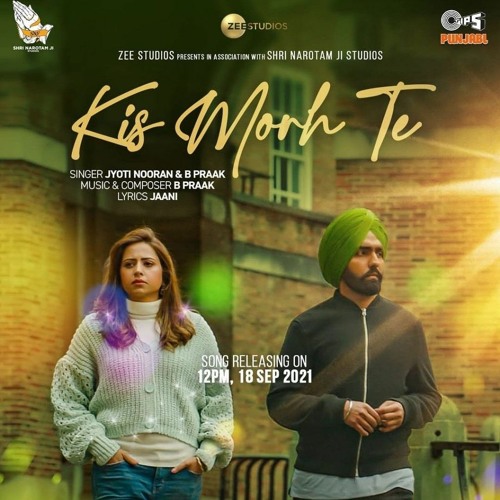 SHRI NAROTAM JI
ZEE STUDIOS
TIPS
PUNJABI
ZEE STUDIOS PRESENTS IN ASSOCIATION WITH SHRI NAROTAM JI STUDIOS
Kis Morh Te
SINGER JYOTI NOORAN & B PRAAK
MUSIC & COMPOSER B PRAAK
LYRICS JAANI
SONG RELEASING ON
12PM, 18 SEP 2021